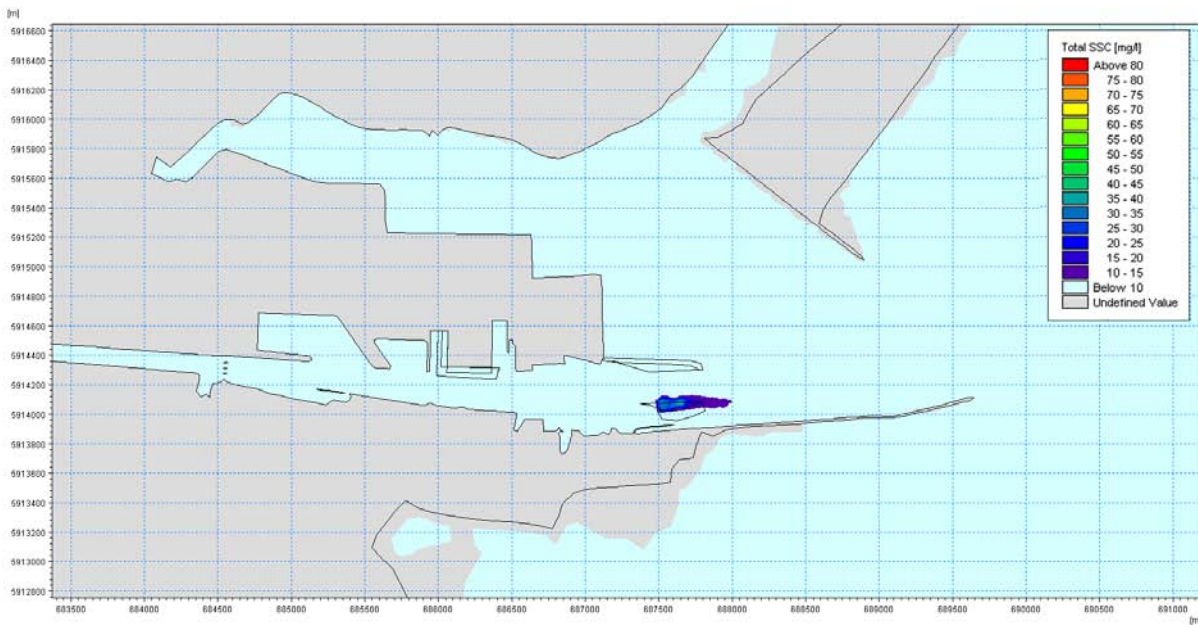 [m]
5916600
5916400
5916200
5916000
5915800
5915600
5915400
5915200
5915000
5914800
5914600
5914400
5914200
5914000
5913800
5913600
5913400
5913200
5913000
5912800
Total SSC [mg/l]
Above 80
75 - 80
70 - 75
65 - 70
60 - 65
55 - 60
50 - 55
45 - 50
40 - 45
35 - 40
30 - 35
25 - 30
20 - 25
15 - 20
10 - 15
Below 10
Undefined Value
683500 684000 684500 685000 685500 686000 686500 687000 687500 688000 688500 689000 689500 690000 690500 691000
[m